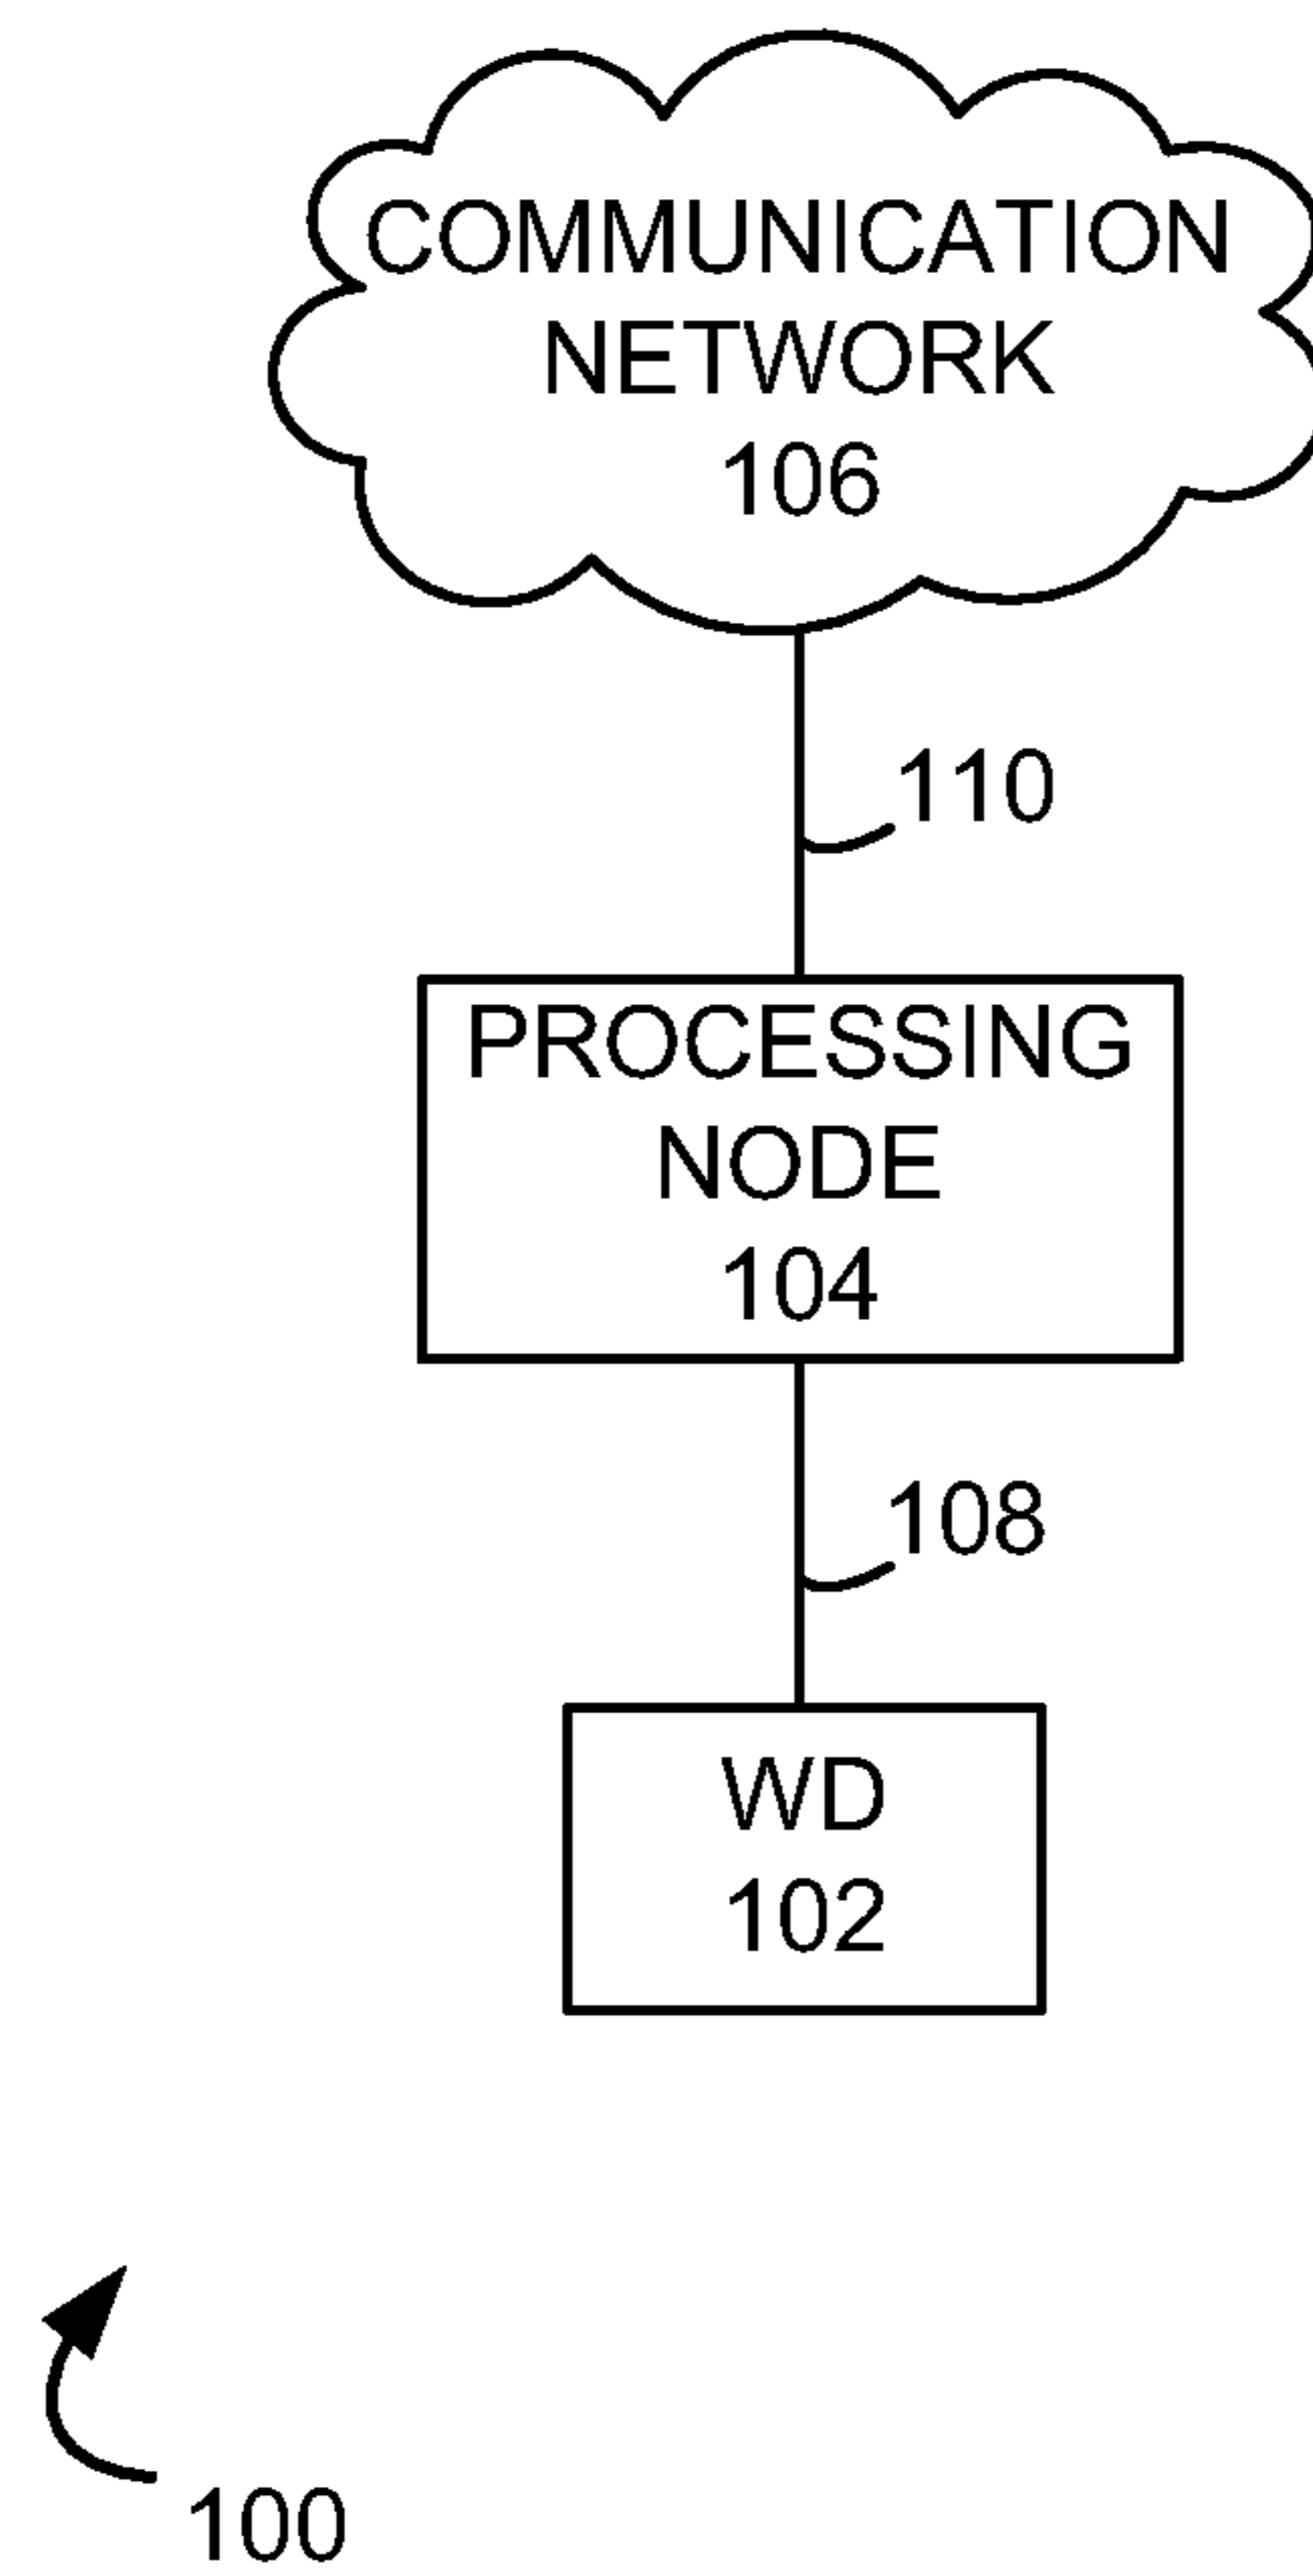 COMMUNICATION
NETWORK
106
110
PROCESSING
NODE
104
108
WD
102
100